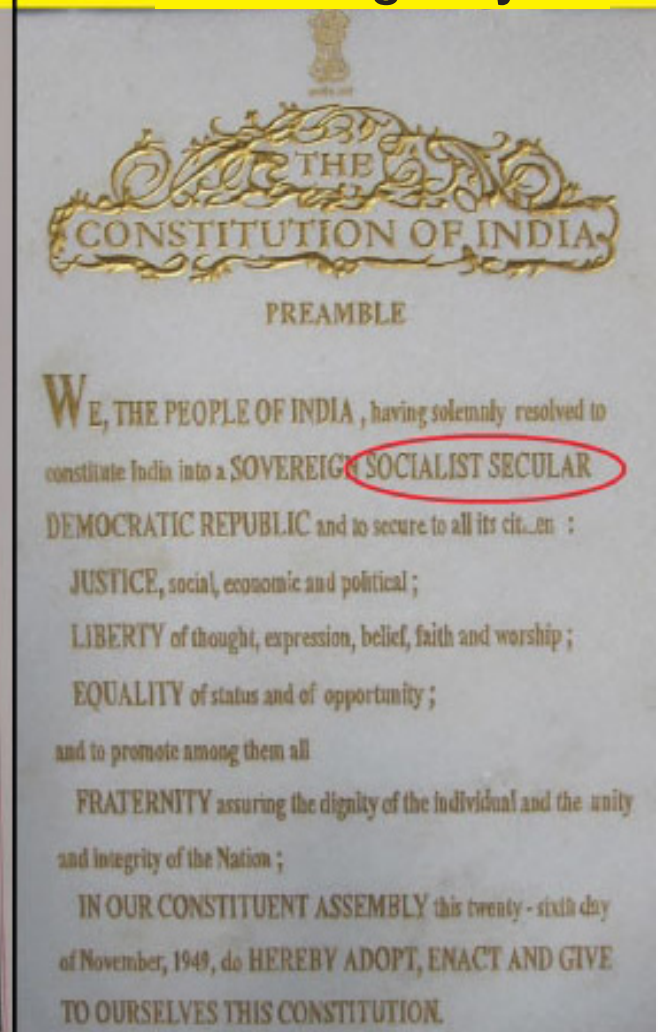 THE
CONSTITUTION OF INDIA
PREAMBLE
WE, THE PEOPLE OF INDIA , having solemnly resolved to
constitute India into a SOVEREIGN SOCIALIST SECULAR
DEMOCRATIC REPUBLIC and to secure to all its :
JUSTICE, social, economic and political ;
LIBERTY of thought, expression, belief, faith and worship ;
EQUALITY of status and of opportunity ;
and to promote among them all
FRATERNITY assuring the dignity of the individual and the unity
and integrity of the Nation ;
IN OUR CONSTITUENT ASSEMBLY this twenty - sixth day
of November, 1949, do HEREBY ADOPT, ENACT AND GIVE
TO OURSELVES THIS CONSTITUTION.